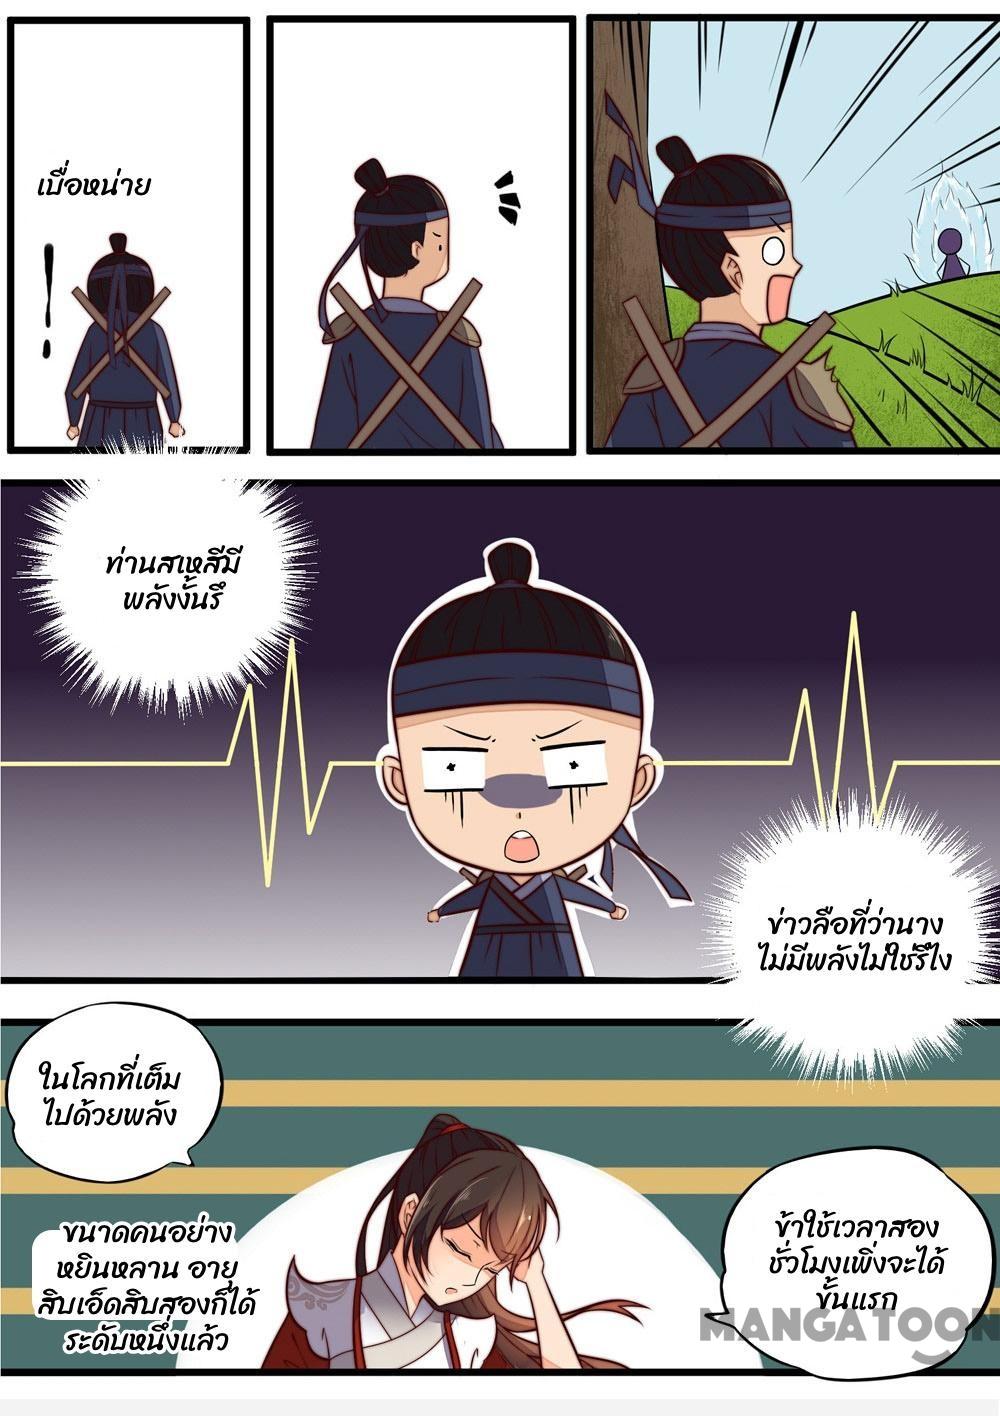 เบื่อหน่าย
ท่านสเหสีมี
พลังงั้นรึ
ข่าวลือที่ว่านาง
ไม่มีพลังไม่ใช่รึไง
ในโลกที่เต็ม
ไปด้วยพลัง
ขนาดคนอย่าง
หยินหลาน อายุ
สิบเอ็ดสิบสองก็ได้
ระดับหนึ่งแล้ว
ข้าใช้เวลาสอง
ชั่วโมงเพิ่งจะได้
ขั้นแรก
MANGATOON